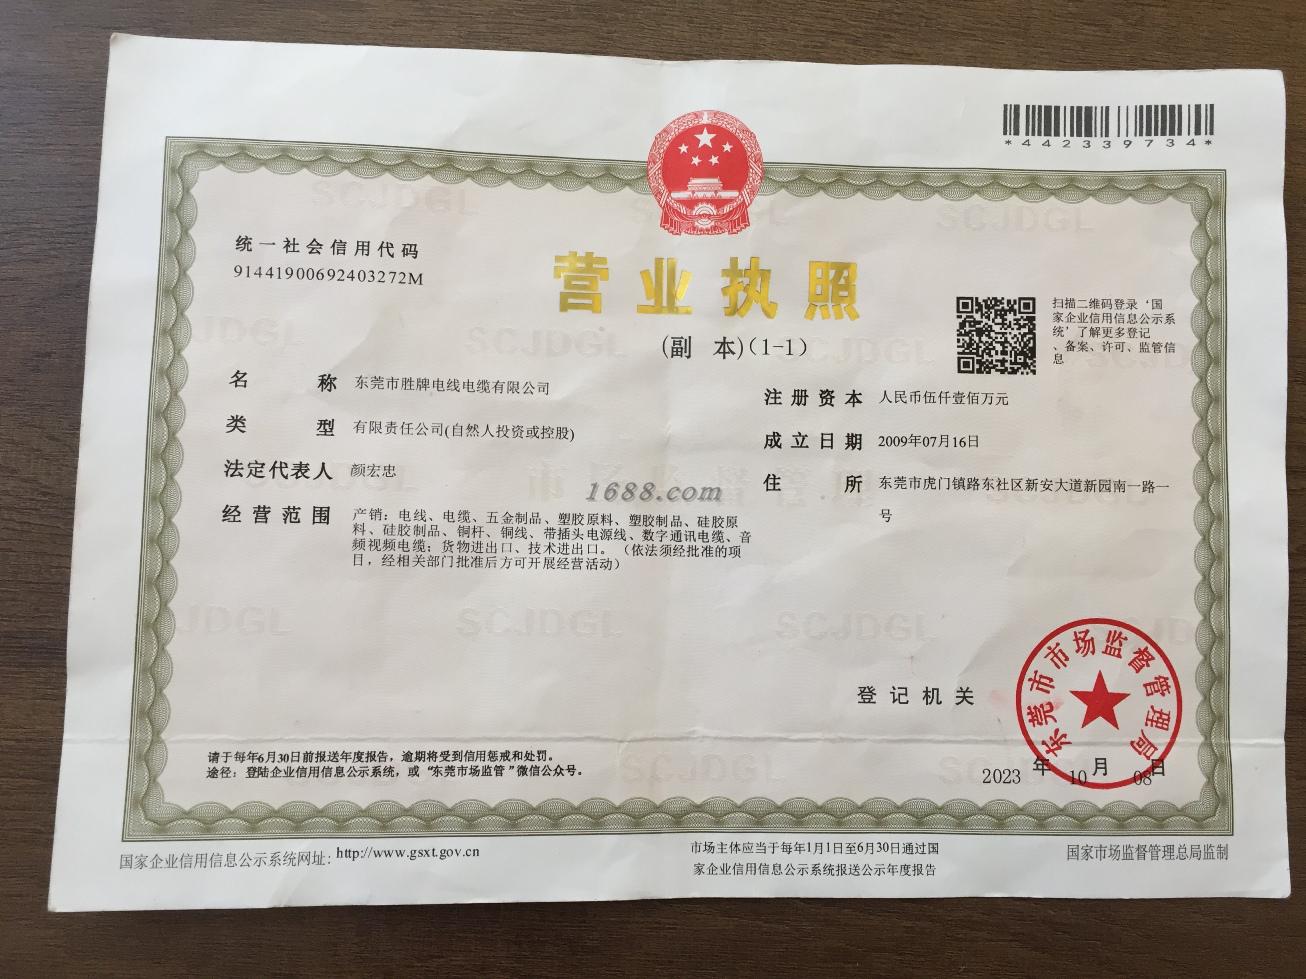 *442339734*
统一社会信用代码
91441900692403272M
营业执照
(副 本)(1-1)
扫描二维码登录‘国
家企业信用信息公示系
统’了解更多登记
、备案、许可、监管信
息
名 称 东莞市胜牌电线电缆有限公司
类 型 有限责任公司(自然人投资或控股)
法定代表人 颜宏忠
经营范围 产销：电线、电缆、五金制品、塑胶原料、塑胶制品、硅胶原
料、硅胶制品、铜杆、铜线、带插头电源线、数字通讯电缆、音
频视频电缆；货物进出口、技术进出口。（依法须经批准的项
目，经相关部门批准后方可开展经营活动）
注册资本 人民币伍仟壹佰万元
成立日期 2009年07月16日
住 所 东莞市虎门镇路东社区新安大道新园南一路一
号
1688.com
SCJDGL
SCJDGL
SCJDGL
SCJDGL
SCJDGL
登记机关
东莞市市场监督管理局
2023 年 10 月 08 日
请于每年6月30日前报送年度报告，逾期将受到信用惩戒和处罚。
途径：登陆企业信用信息公示系统，或“东莞市场监管”微信公众号。
国家企业信用信息公示系统网址：http://www.gsxt.gov.cn
市场主体应当于每年1月1日至6月30日通过国
家企业信用信息公示系统报送公示年度报告
国家市场监督管理总局监制